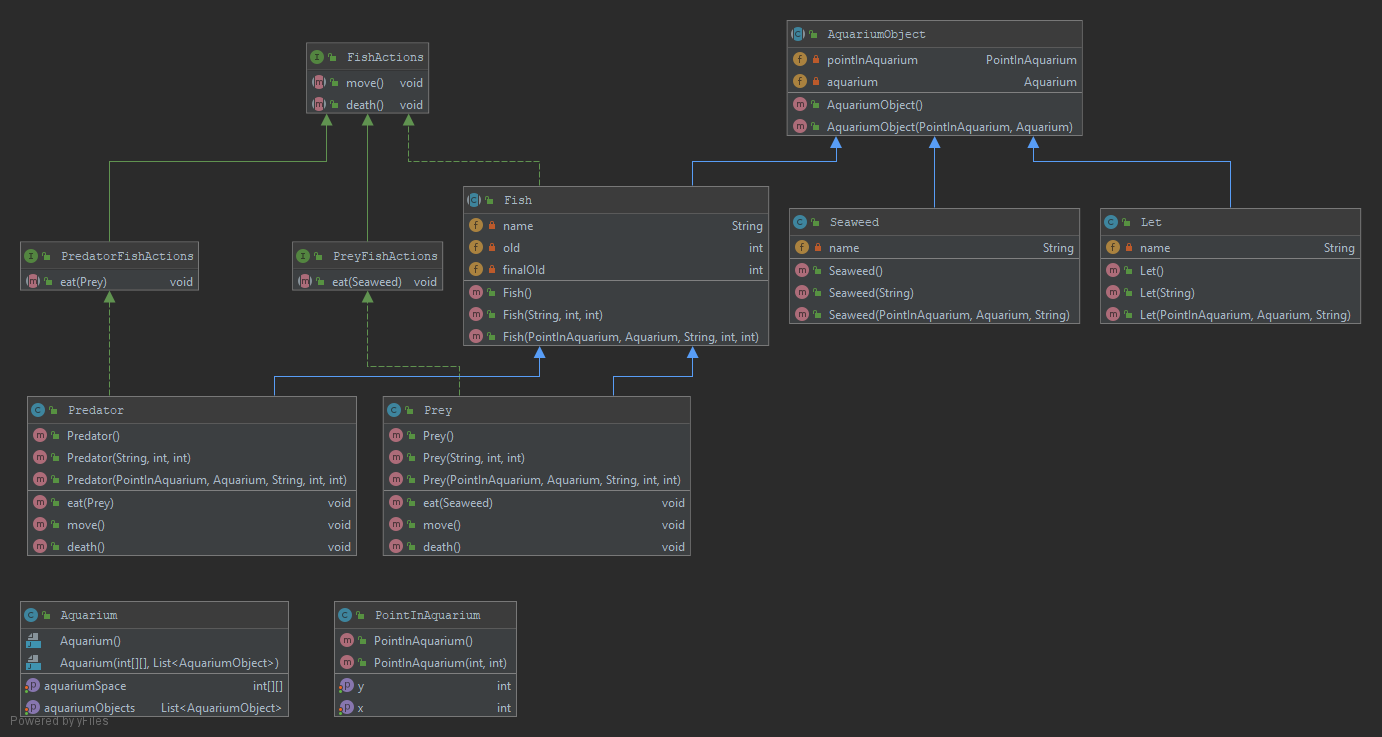 FishActions
move() void
death() void
AquariumObject
pointInAquarium PointInAquarium
aquarium Aquarium
AquariumObject()
AquariumObject(PointInAquarium, Aquarium)
PredatorFishActions
eat(Prey) void
PreyFishActions
eat(Seaweed) void
Fish
name String
old int
finalOld int
Fish()
Fish(String, int, int)
Fish(PointInAquarium, Aquarium, String, int, int)
Seaweed
name String
Seaweed()
Seaweed(String)
Seaweed(PointInAquarium, Aquarium, String)
Let
name String
Let()
Let(String)
Let(PointInAquarium, Aquarium, String)
Predator
Predator()
Predator(String, int, int)
Predator(PointInAquarium, Aquarium, String, int, int)
eat(Prey) void
move() void
death() void
Prey
Prey()
Prey(String, int, int)
Prey(PointInAquarium, Aquarium, String, int, int)
eat(Seaweed) void
move() void
death() void
Aquarium
Aquarium()
Aquarium(int[][], List<AquariumObject>)
aquariumSpace int[][]
aquariumObjects List<AquariumObject>
PointInAquarium
PointInAquarium()
PointInAquarium(int, int)
y int
x int
Powered by yFiles